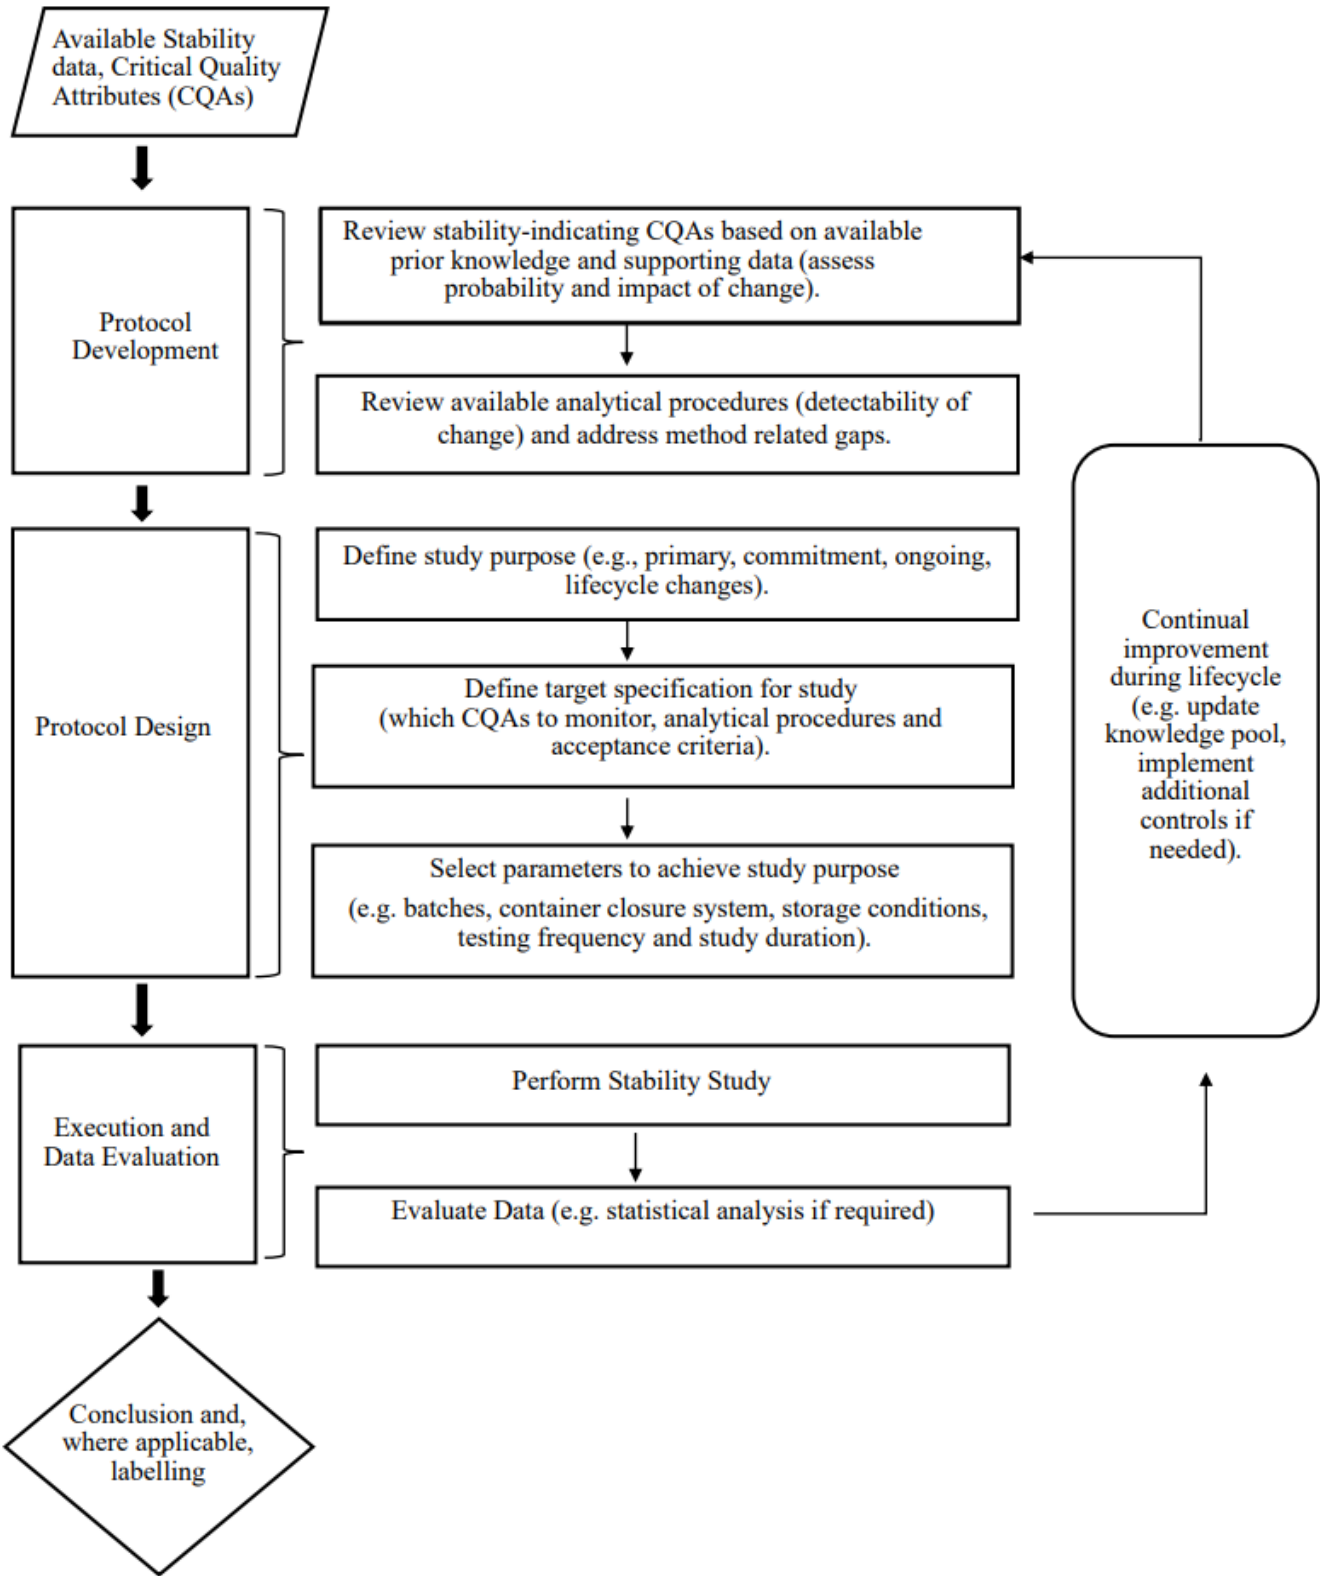 Available Stability
data, Critical Quality
Attributes (CQAs)
Protocol
Development
Review stability-indicating CQAs based on available
prior knowledge and supporting data (assess
probability and impact of change).
Review available analytical procedures (detectability of
change) and address method related gaps.
Protocol Design
Define study purpose (e.g., primary, commitment, ongoing,
lifecycle changes).
Define target specification for study
(which CQAs to monitor, analytical procedures and
acceptance criteria).
Select parameters to achieve study purpose
(e.g. batches, container closure system, storage conditions,
testing frequency and study duration).
Execution and
Data Evaluation
Perform Stability Study
Evaluate Data (e.g. statistical analysis if required)
Continual
improvement
during lifecycle
(e.g. update
knowledge pool,
implement
additional
controls if
needed).
Conclusion and,
where applicable,
labelling